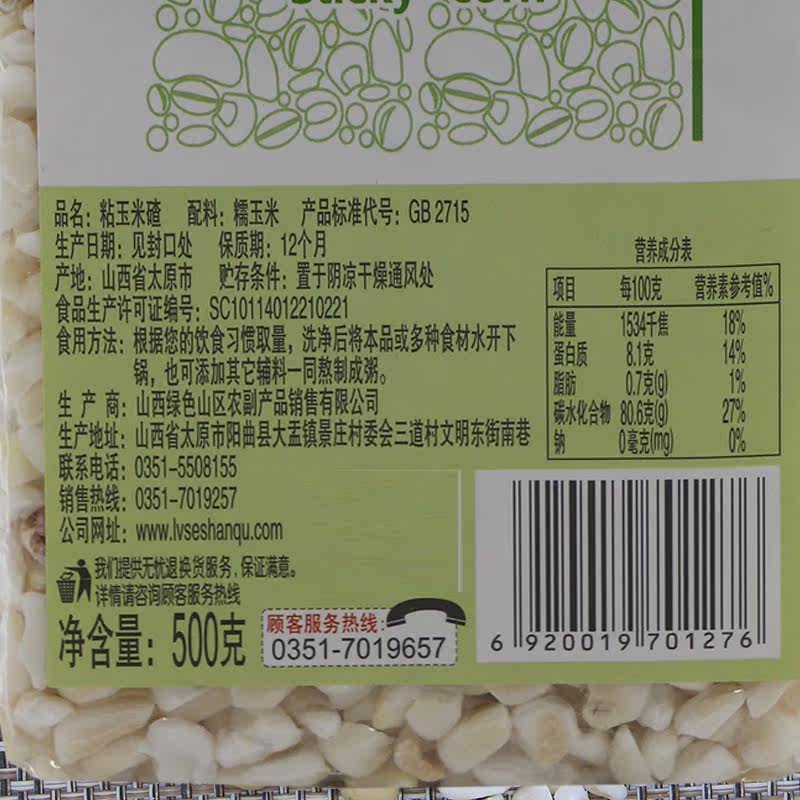 Sticky corn
品名：粘玉米碴 配料：糯玉米 产品标准代号：GB 2715
生产日期：见封口处 保质期：12个月
产地：山西省太原市 贮存条件：置于阴凉干燥通风处
食品生产许可证编号：SC10114012210221
食用方法：根据您的饮食习惯取量，洗净后将本品或多种食材水开下
锅，也可添加其它辅料一同熬制成粥。
生 产 商：山西绿色山区农副产品销售有限公司
生产地址：山西省太原市阳曲县大盂镇景庄村委会三道村文明东街南巷
联系电话：0351-5508155
销售热线：0351-7019257
公司网址：www.lvseshanqu.com
我们提供无忧退换货服务，保证满意。
详情请咨询顾客服务热线
净含量：500克
顾客服务热线：
0351-7019657
营养成分表
项目 每100克 营养素参考值%
能量 1534千焦 18%
蛋白质 8.1克 14%
脂肪 0.7克(g) 1%
碳水化合物 80.6克(g) 27%
钠 0毫克(mg) 0%
6 920019 701276